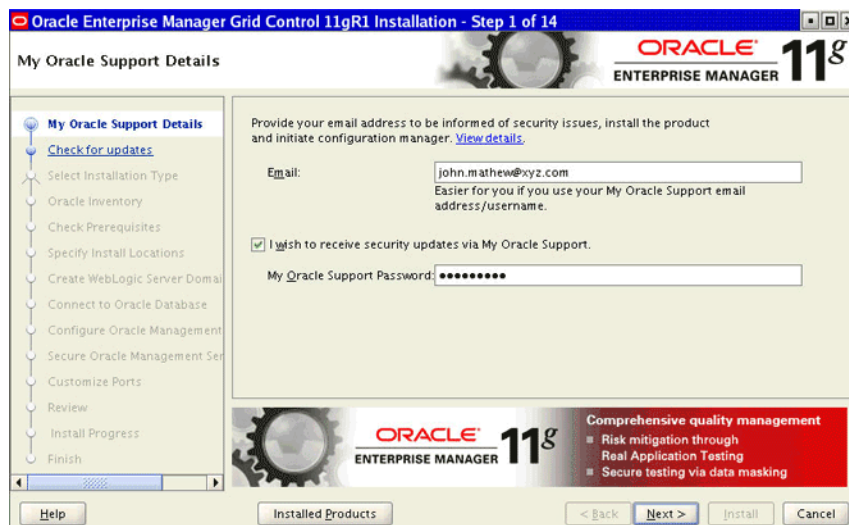 Oracle Enterprise Manager Grid Control 11gR1 Installation - Step 1 of 14
My Oracle Support Details
ORACLE
ENTERPRISE MANAGER 11g
My Oracle Support Details
Check for updates
Select Installation Type
Oracle Inventory
Check Prerequisites
Specify Install Locations
Create WebLogic Server Domai
Connect to Oracle Database
Configure Oracle Management
Secure Oracle Management Ser
Customize Ports
Review
Install Progress
Finish
Provide your email address to be informed of security issues, install the product
and initiate configuration manager. View details.
Email: john.mathew@xyz.com
Easier for you if you use your My Oracle Support email
address/username.
I wish to receive security updates via My Oracle Support.
My Oracle Support Password: •••••••••
ORACLE
ENTERPRISE MANAGER 11g
Comprehensive quality management
Risk mitigation through
Real Application Testing
Secure testing via data masking
Help Installed Products < Back Next > Install Cancel